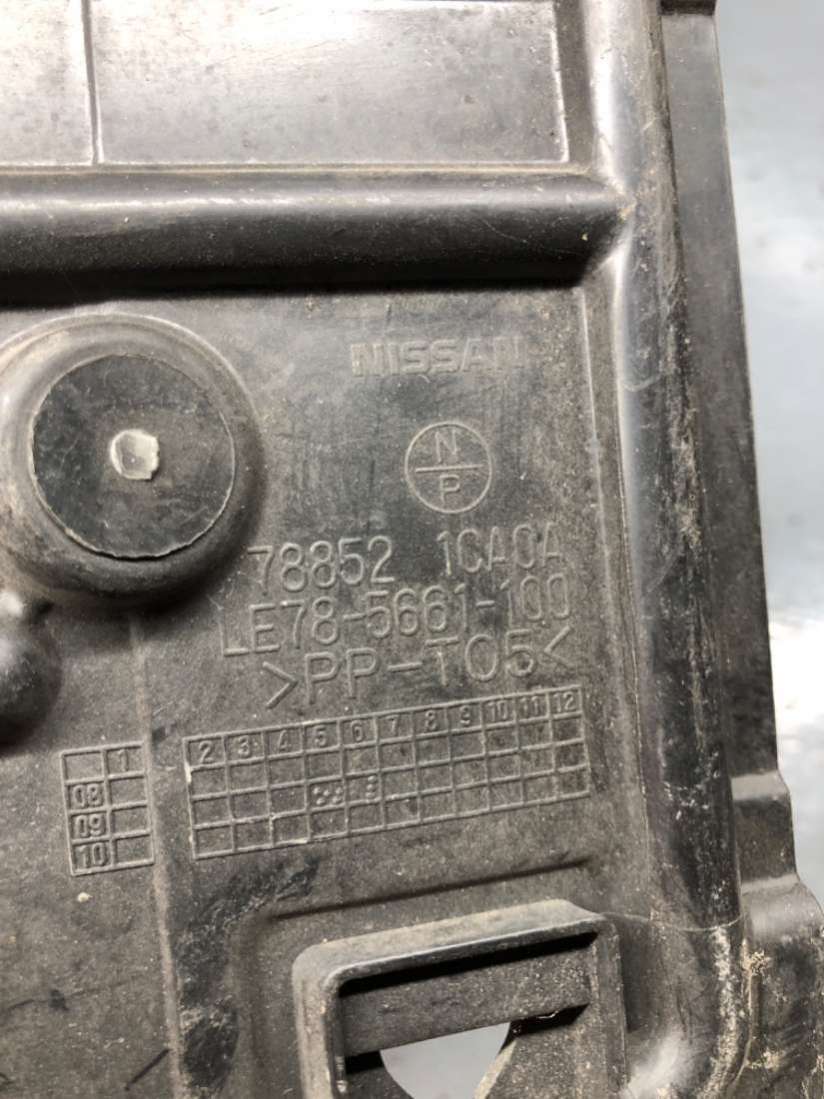 NISSAN
N
P
78852 1CA0A
LE78-5661-100
>PP-T05<
1 2 3 4 5 6 7 8 9 10 11 12
08
09
10